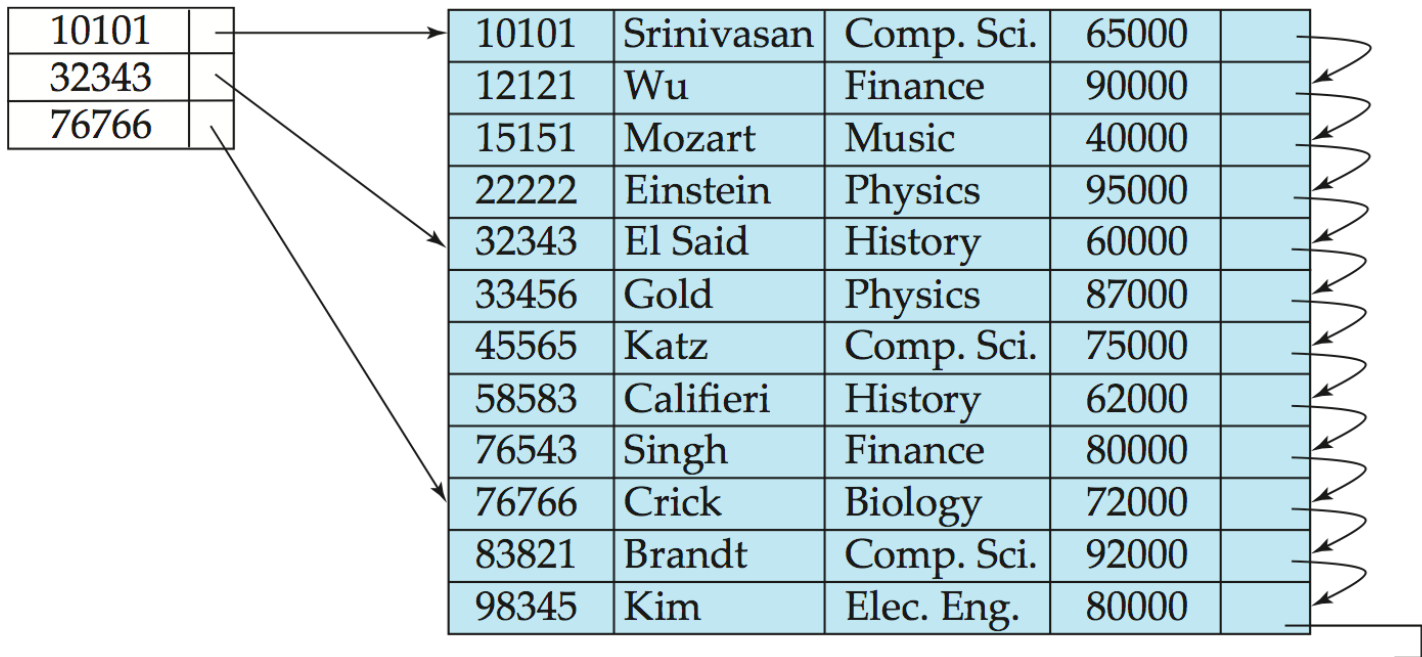 10101
32343
76766
10101 Srinivasan Comp. Sci. 65000
12121 Wu Finance 90000
15151 Mozart Music 40000
22222 Einstein Physics 95000
32343 El Said History 60000
33456 Gold Physics 87000
45565 Katz Comp. Sci. 75000
58583 Califieri History 62000
76543 Singh Finance 80000
76766 Crick Biology 72000
83821 Brandt Comp. Sci. 92000
98345 Kim Elec. Eng. 80000